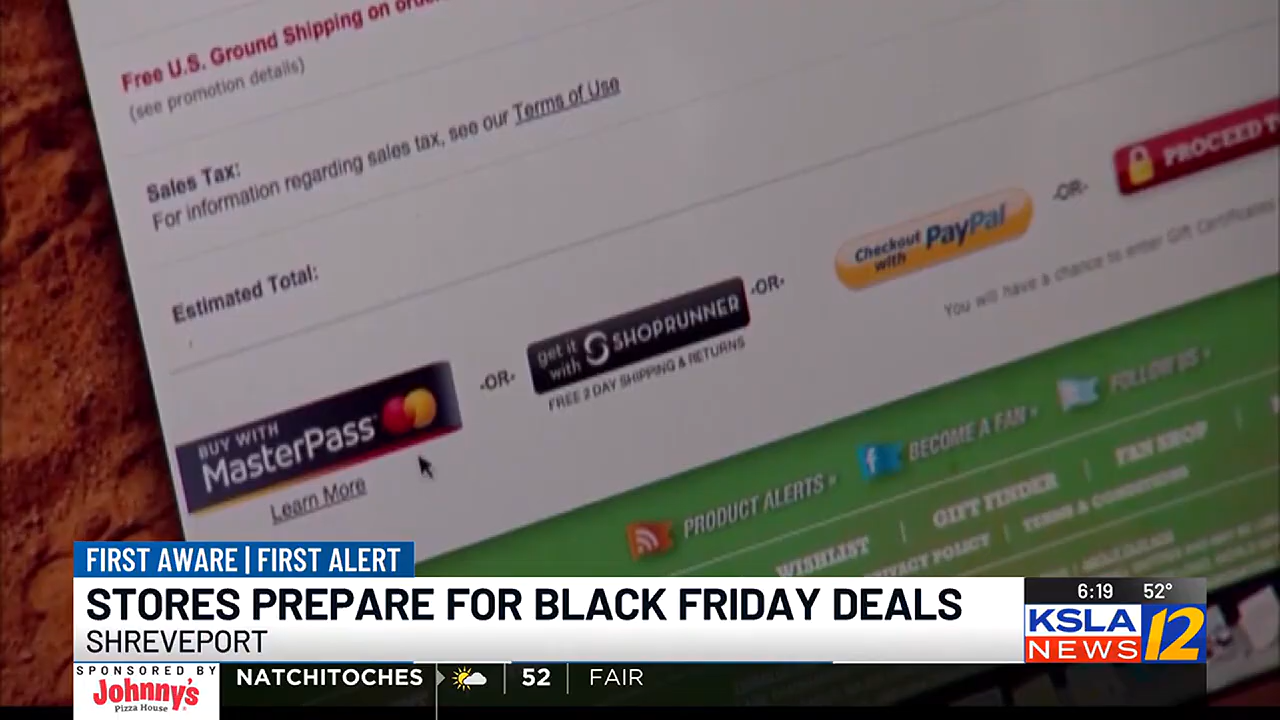 Free U.S. Ground Shipping on
(see promotion details)
Sales Tax:
For information regarding sales tax, see our Terms of Use
Estimated Total:
BUY WITH
MasterPass
Learn More
-OR-
get it
with
SHOPRUNNER
FREE 2 DAY SHIPPING & RETURNS
-OR-
Checkout
with
PayPal
-OR-
PROCEED T
You will have a chance to enter Gift Certificates
PRODUCT ALERTS »
BECOME A FAN »
FOLLOW US »
WISHLIST
GIFT FINDER
FAN SHOP
PRIVACY POLICY
TERMS & CONDITIONS
FIRST AWARE | FIRST ALERT
STORES PREPARE FOR BLACK FRIDAY DEALS
SHREVEPORT
6:19 52°
KSLA
NEWS 12
SPONSORED BY
Johnny's
Pizza House
NATCHITOCHES 52 FAIR